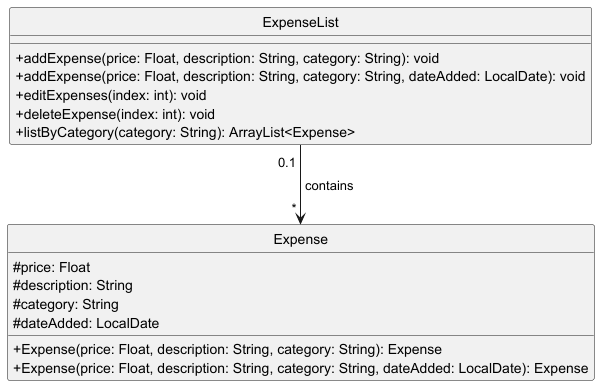 ExpenseList
+addExpense(price: Float, description: String, category: String): void
+addExpense(price: Float, description: String, category: String, dateAdded: LocalDate): void
+editExpenses(index: int): void
+deleteExpense(index: int): void
+listByCategory(category: String): ArrayList<Expense>
0.1
contains
*
Expense
#price: Float
#description: String
#category: String
#dateAdded: LocalDate
+Expense(price: Float, description: String, category: String): Expense
+Expense(price: Float, description: String, category: String, dateAdded: LocalDate): Expense